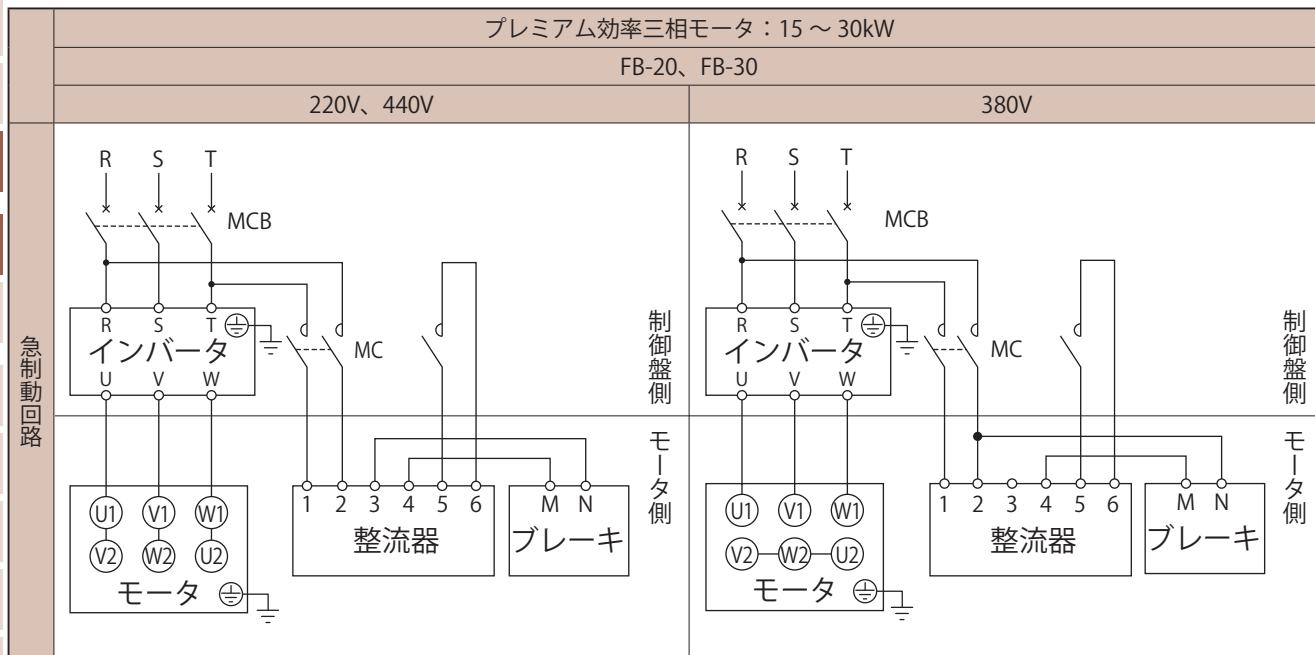 プレミアム効率三相モータ：15 ～ 30kW
FB-20、FB-30
220V、440V
380V
急制動回路
R S T
MCB
R S T
インバータ
U V W
MC
制御盤側
モータ側
U1 V1 W1
V2 W2 U2
モータ
1 2 3 4 5 6
整流器
M N
ブレーキ
R S T
MCB
R S T
インバータ
U V W
MC
制御盤側
モータ側
U1 V1 W1
V2 W2 U2
モータ
1 2 3 4 5 6
整流器
M N
ブレーキ